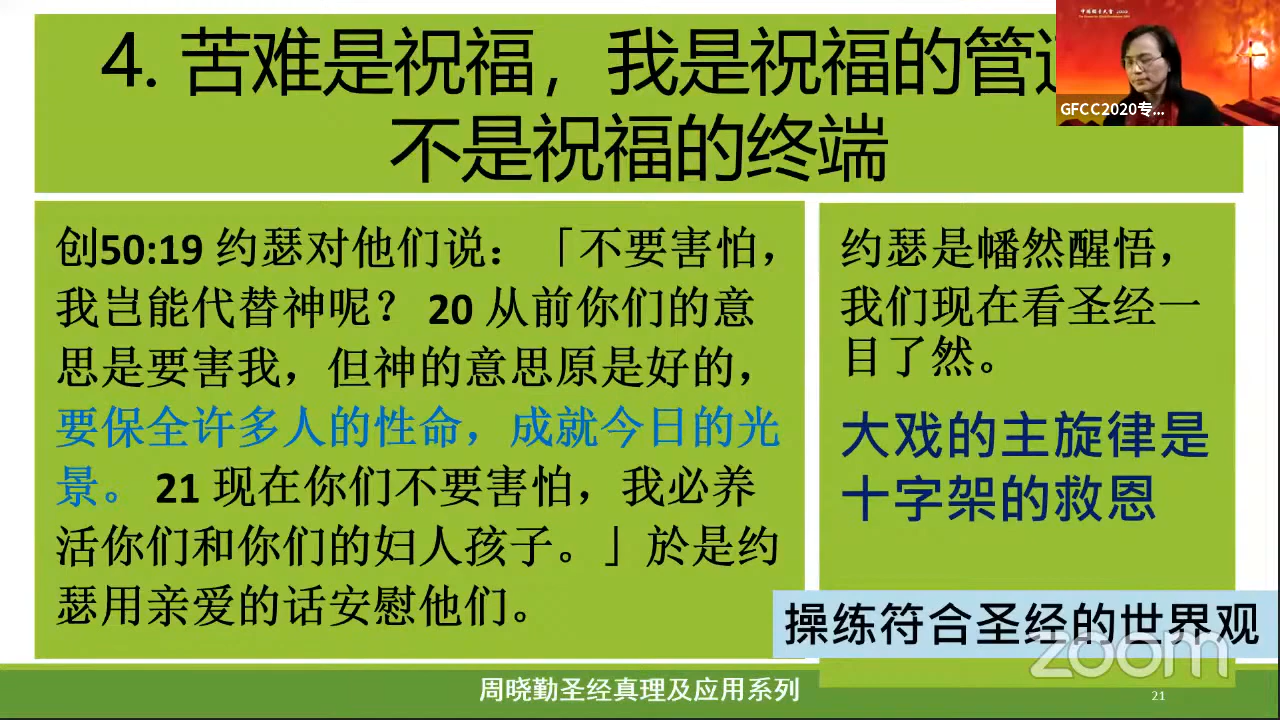 4. 苦难是祝福，我是祝福的管
不是祝福的终端
GFCC2020专...
创50:19 约瑟对他们说：「不要害怕，
我岂能代替神呢？ 20 从前你们的意
思是要害我，但神的意思原是好的，
要保全许多人的性命，成就今日的光
景。 21 现在你们不要害怕，我必养
活你们和你们的妇人孩子。」於是约
瑟用亲爱的话安慰他们。
约瑟是幡然醒悟，
我们现在看圣经一
目了然。
大戏的主旋律是
十字架的救恩
操练符合圣经的世界观
zoom
周晓勤圣经真理及应用系列
21